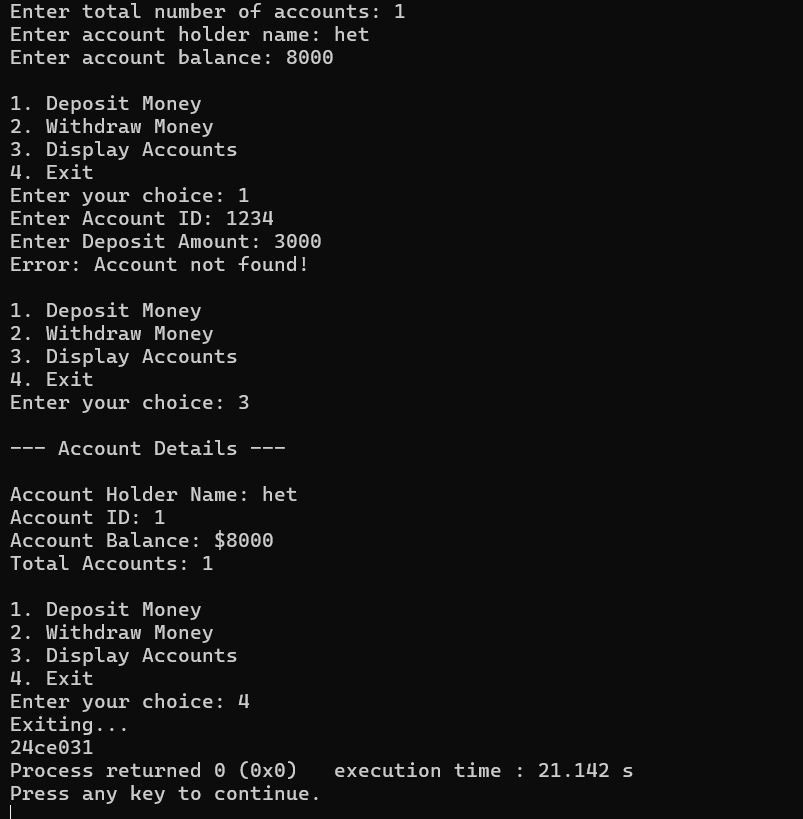 Enter total number of accounts: 1
Enter account holder name: het
Enter account balance: 8000
1. Deposit Money
2. Withdraw Money
3. Display Accounts
4. Exit
Enter your choice: 1
Enter Account ID: 1234
Enter Deposit Amount: 3000
Error: Account not found!
1. Deposit Money
2. Withdraw Money
3. Display Accounts
4. Exit
Enter your choice: 3
--- Account Details ---
Account Holder Name: het
Account ID: 1
Account Balance: $8000
Total Accounts: 1
1. Deposit Money
2. Withdraw Money
3. Display Accounts
4. Exit
Enter your choice: 4
Exiting...
24ce031
Process returned 0 (0x0)   execution time : 21.142 s
Press any key to continue.